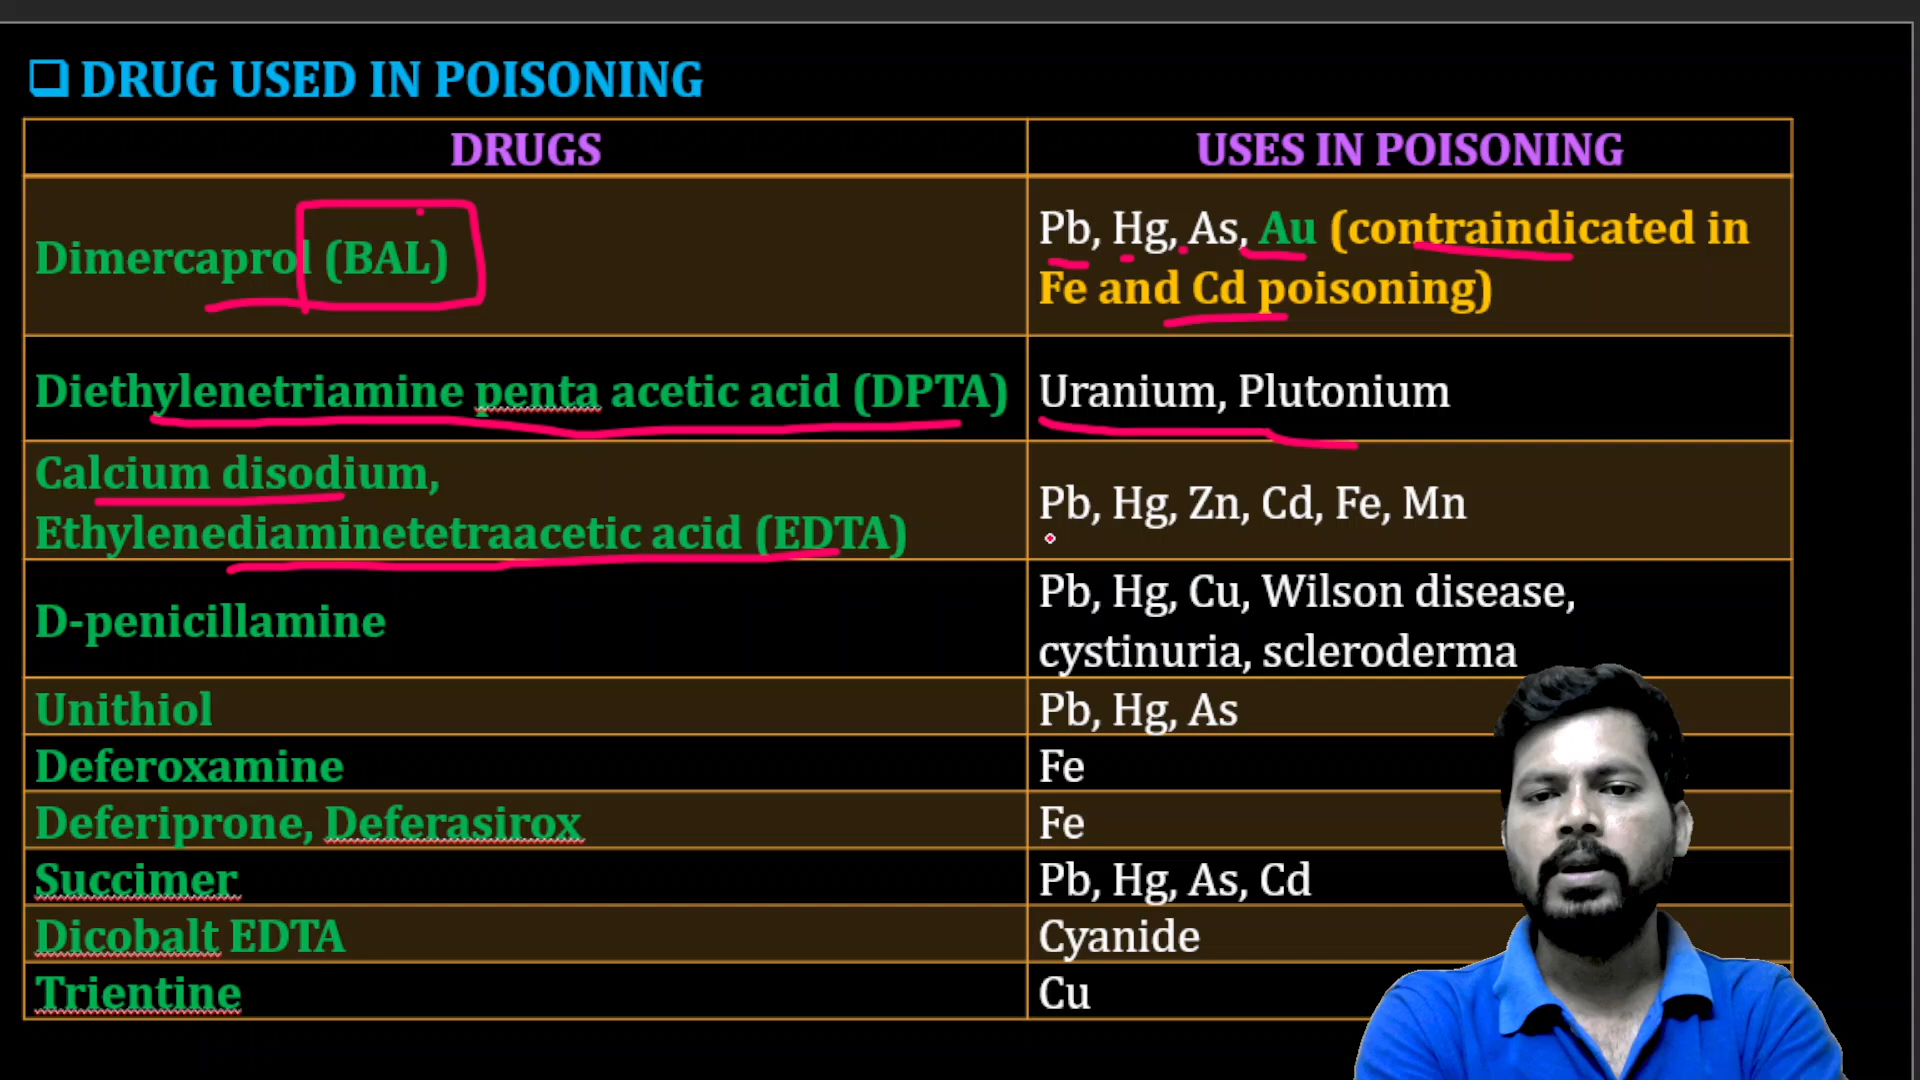 DRUG USED IN POISONING
DRUGS
USES IN POISONING
Dimercaprol (BAL)
Pb, Hg, As, Au (contraindicated in
Fe and Cd poisoning)
Diethylenetriamine penta acetic acid (DPTA)
Uranium, Plutonium
Calcium disodium,
Ethylenediaminetetraacetic acid (EDTA)
Pb, Hg, Zn, Cd, Fe, Mn
D-penicillamine
Pb, Hg, Cu, Wilson disease,
cystinuria, scleroderma
Unithiol
Pb, Hg, As
Deferoxamine
Fe
Deferiprone, Deferasirox
Fe
Succimer
Pb, Hg, As, Cd
Dicobalt EDTA
Cyanide
Trientine
Cu